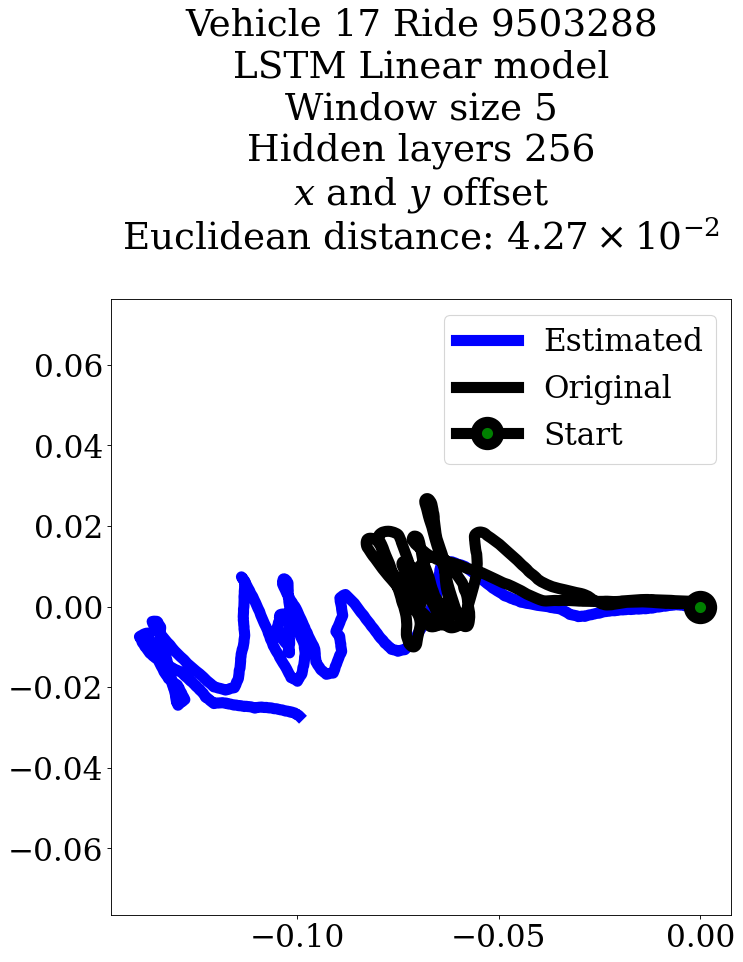 Vehicle 17 Ride 9503288
LSTM Linear model
Window size 5
Hidden layers 256
x and y offset
Euclidean distance: 4.27 × 10⁻²
Estimated
Original
Start
0.06
0.04
0.02
0.00
−0.02
−0.04
−0.06
−0.10
−0.05
0.00